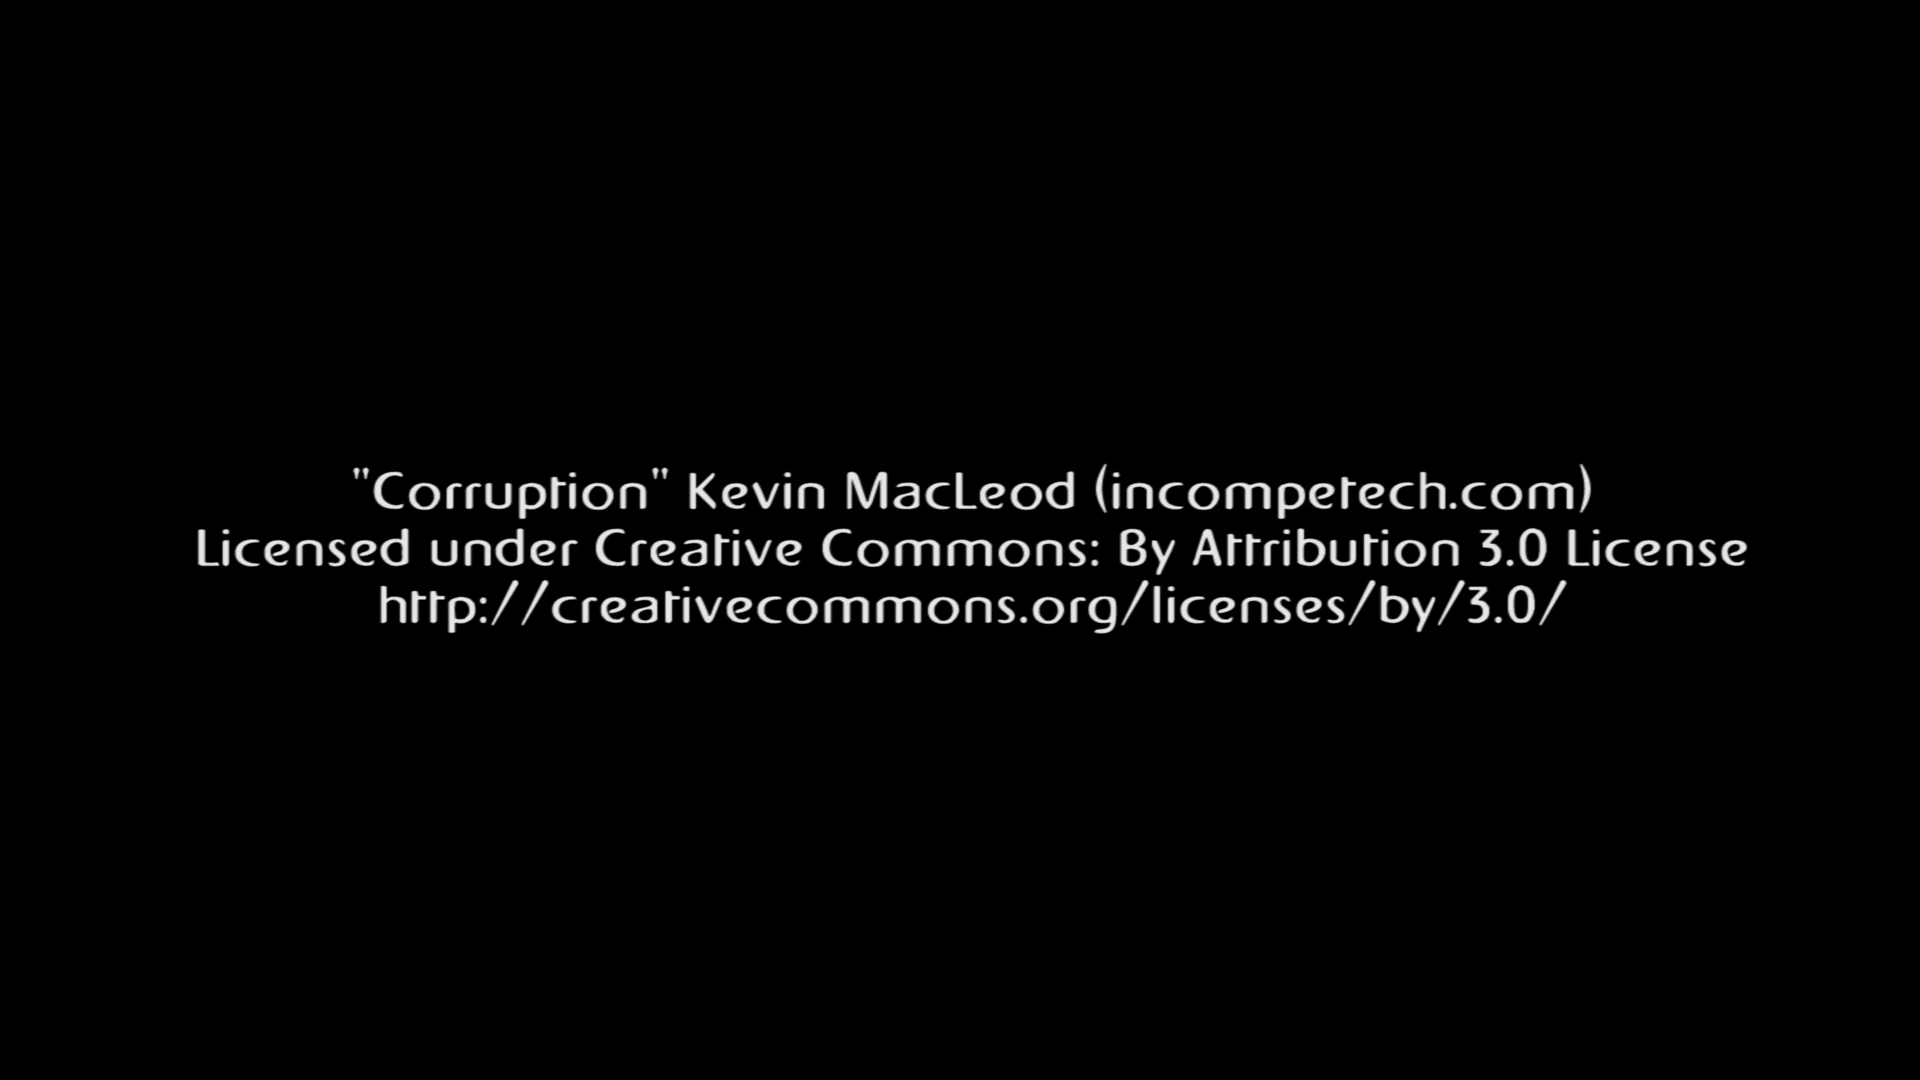 "Corruption" Kevin MacLeod (incompetech.com)
Licensed under Creative Commons: By Attribution 3.0 License
http://creativecommons.org/licenses/by/3.0/